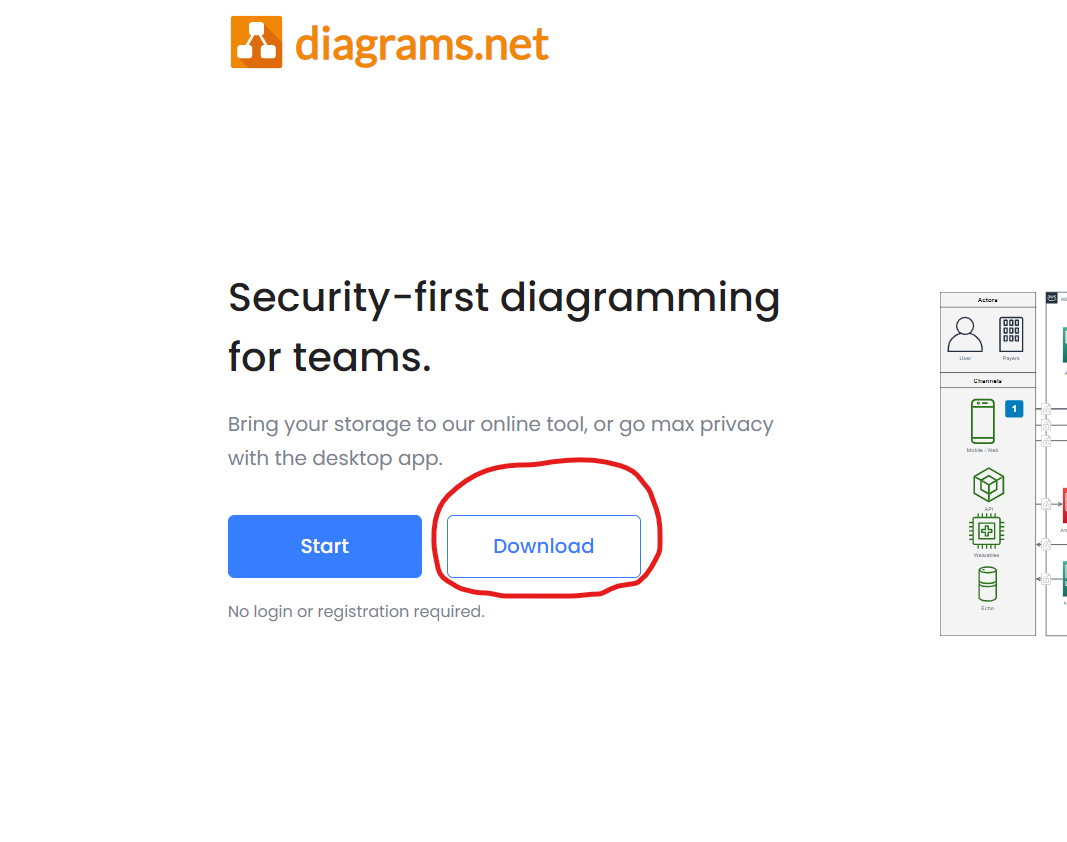 diagrams.net
Security-first diagramming
for teams.
Bring your storage to our online tool, or go max privacy
with the desktop app.
Start
Download
No login or registration required.
Actors
User
Payers
Channels
1
Mobile / Web
API
Wearables
Echo
aws